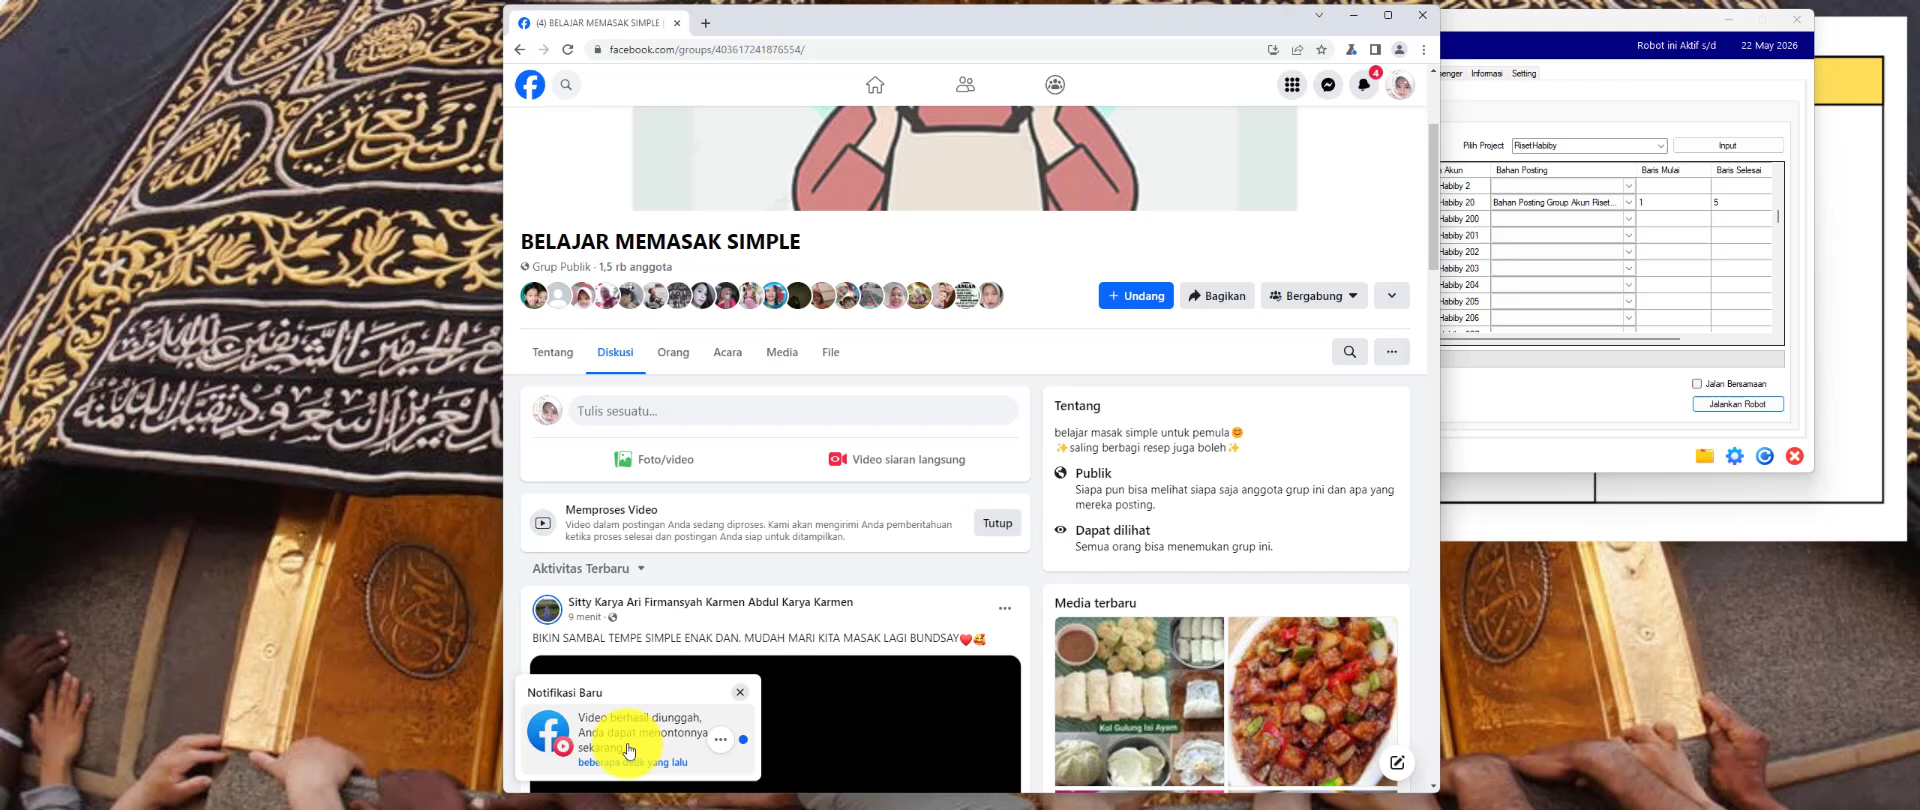 (4) BELAJAR MEMASAK SIMPLE |
facebook.com/groups/403617241876554/
4
BELAJAR MEMASAK SIMPLE
Grup Publik · 1,5 rb anggota
+ Undang
Bagikan
Bergabung
Tentang
Diskusi
Orang
Acara
Media
File
Tulis sesuatu...
Foto/video
Video siaran langsung
Memproses Video
Video dalam postingan Anda sedang diproses. Kami akan mengirimi Anda pemberitahuan
ketika proses selesai dan postingan Anda siap untuk ditampilkan.
Tutup
Aktivitas Terbaru
Sitty Karya Ari Firmansyah Karmen Abdul Karya Karmen
9 menit ·
BIKIN SAMBAL TEMPE SIMPLE ENAK DAN. MUDAH MARI KITA MASAK LAGI BUNDSAY❤️🥰
Notifikasi Baru
Video berhasil diunggah,
Anda dapat menontonnya
sekarang
beberapa detik yang lalu
Tentang
belajar masak simple untuk pemula😊
✨saling berbagi resep juga boleh✨
Publik
Siapa pun bisa melihat siapa saja anggota grup ini dan apa yang
mereka posting.
Dapat dilihat
Semua orang bisa menemukan grup ini.
Media terbaru
Kol Gulung Isi Ayam
Robot ini Aktif s/d 22 May 2026
enger Informasi Setting
Pilih Project RisetHabiby Input
Akun Bahan Posting Baris Mulai Baris Selesai
Habiby 2
Habiby 20 Bahan Posting Group Akun Riset... 1 5
Habiby 200
Habiby 201
Habiby 202
Habiby 203
Habiby 204
Habiby 205
Habiby 206
Jalan Bersamaan
Jalankan Robot